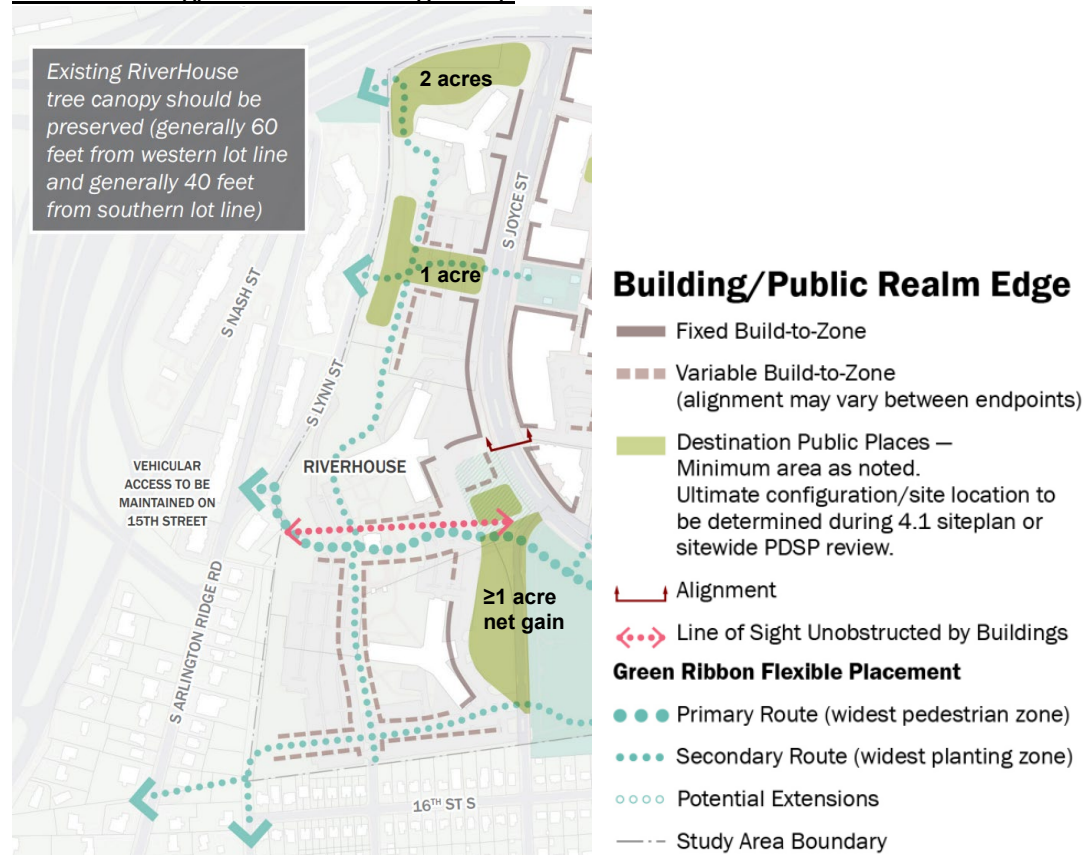 Existing RiverHouse
tree canopy should be
preserved (generally 60
feet from western lot line
and generally 40 feet
from southern lot line)
2 acres
S JOYCE ST
1 acre
S NASH ST
S LYNN ST
RIVERHOUSE
VEHICULAR
ACCESS TO BE
MAINTAINED ON
15TH STREET
≥1 acre
net gain
S ARLINGTON RIDGE RD
16TH ST S
Building/Public Realm Edge
Fixed Build-to-Zone
Variable Build-to-Zone
(alignment may vary between endpoints)
Destination Public Places —
Minimum area as noted.
Ultimate configuration/site location to
be determined during 4.1 siteplan or
sitewide PDSP review.
Alignment
Line of Sight Unobstructed by Buildings
Green Ribbon Flexible Placement
Primary Route (widest pedestrian zone)
Secondary Route (widest planting zone)
Potential Extensions
Study Area Boundary